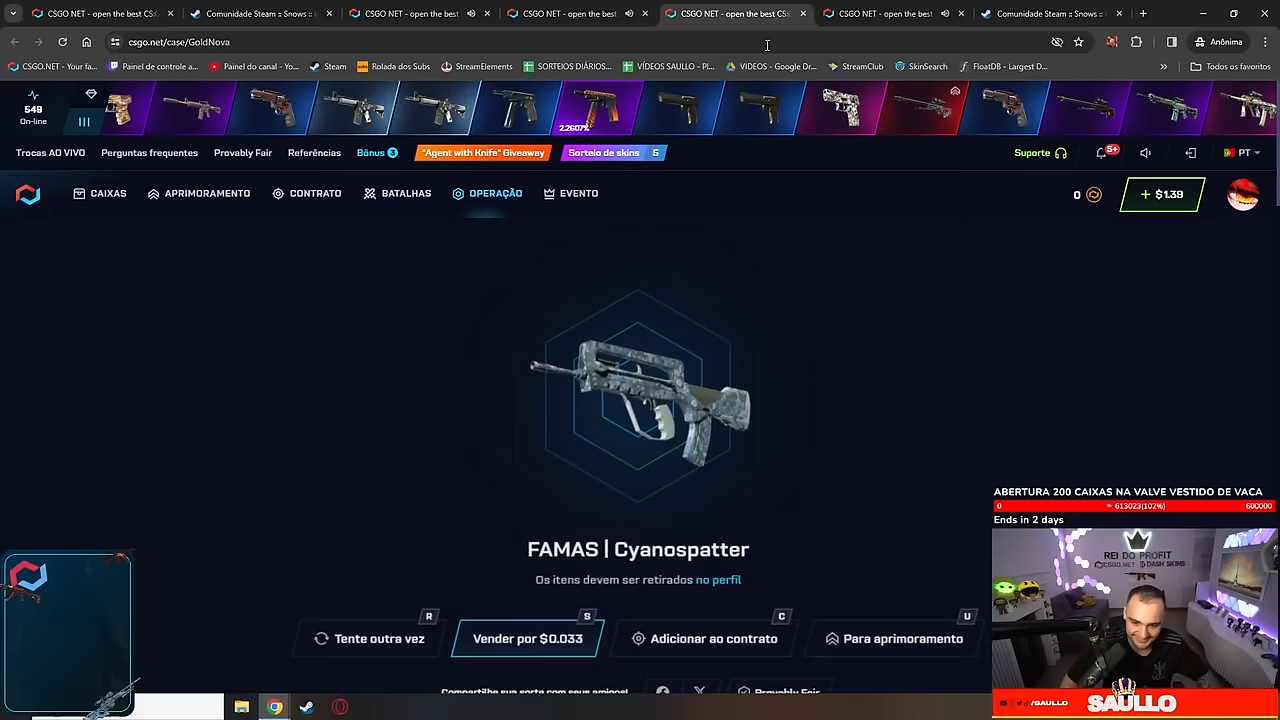 CSGO NET - open the best
Comunidade Steam :: Snows ::
CSGO NET - open the best
CSGO NET - open the best
CSGO NET - open the best CS
CSGO NET - open the best
Comunidade Steam :: Snows ::
csgo.net/case/GoldNova
Anônima
CSGO.NET - Your fa...
Painel de controle a...
Painel do canal - Yo...
Steam
Rolada dos Subs
StreamElements
SORTEIOS DIÁRIOS...
VÍDEOS SAULLO - Pl...
VIDEOS - Google Dr...
StreamClub
SteanSearch
FloatDB - Largest D...
Todos os favoritos
549
On-line
2.2607%
Trocas AO VIVO
Perguntas frequentes
Provably Fair
Referências
Bônus 3
"Agent with Knife" Giveaway
Sorteio de skins 5
Suporte
5+
PT
CAIXAS
APRIMORAMENTO
CONTRATO
BATALHAS
OPERAÇÃO
EVENTO
0
+ $1.39
FAMAS | Cyanospatter
Os itens devem ser retirados no perfil
R
Tente outra vez
S
Vender por $0.033
C
Adicionar ao contrato
U
Para aprimoramento
Compartilhe sua sorte com seus amigos!
Provably Fair
ABERTURA 200 CAIXAS NA VALVE VESTIDO DE VACA
0
613023(102%)
600000
Ends in 2 days
REI DO PROFIT
CSGO.NET
DASH SKINS
/SAULLO
SAULLO